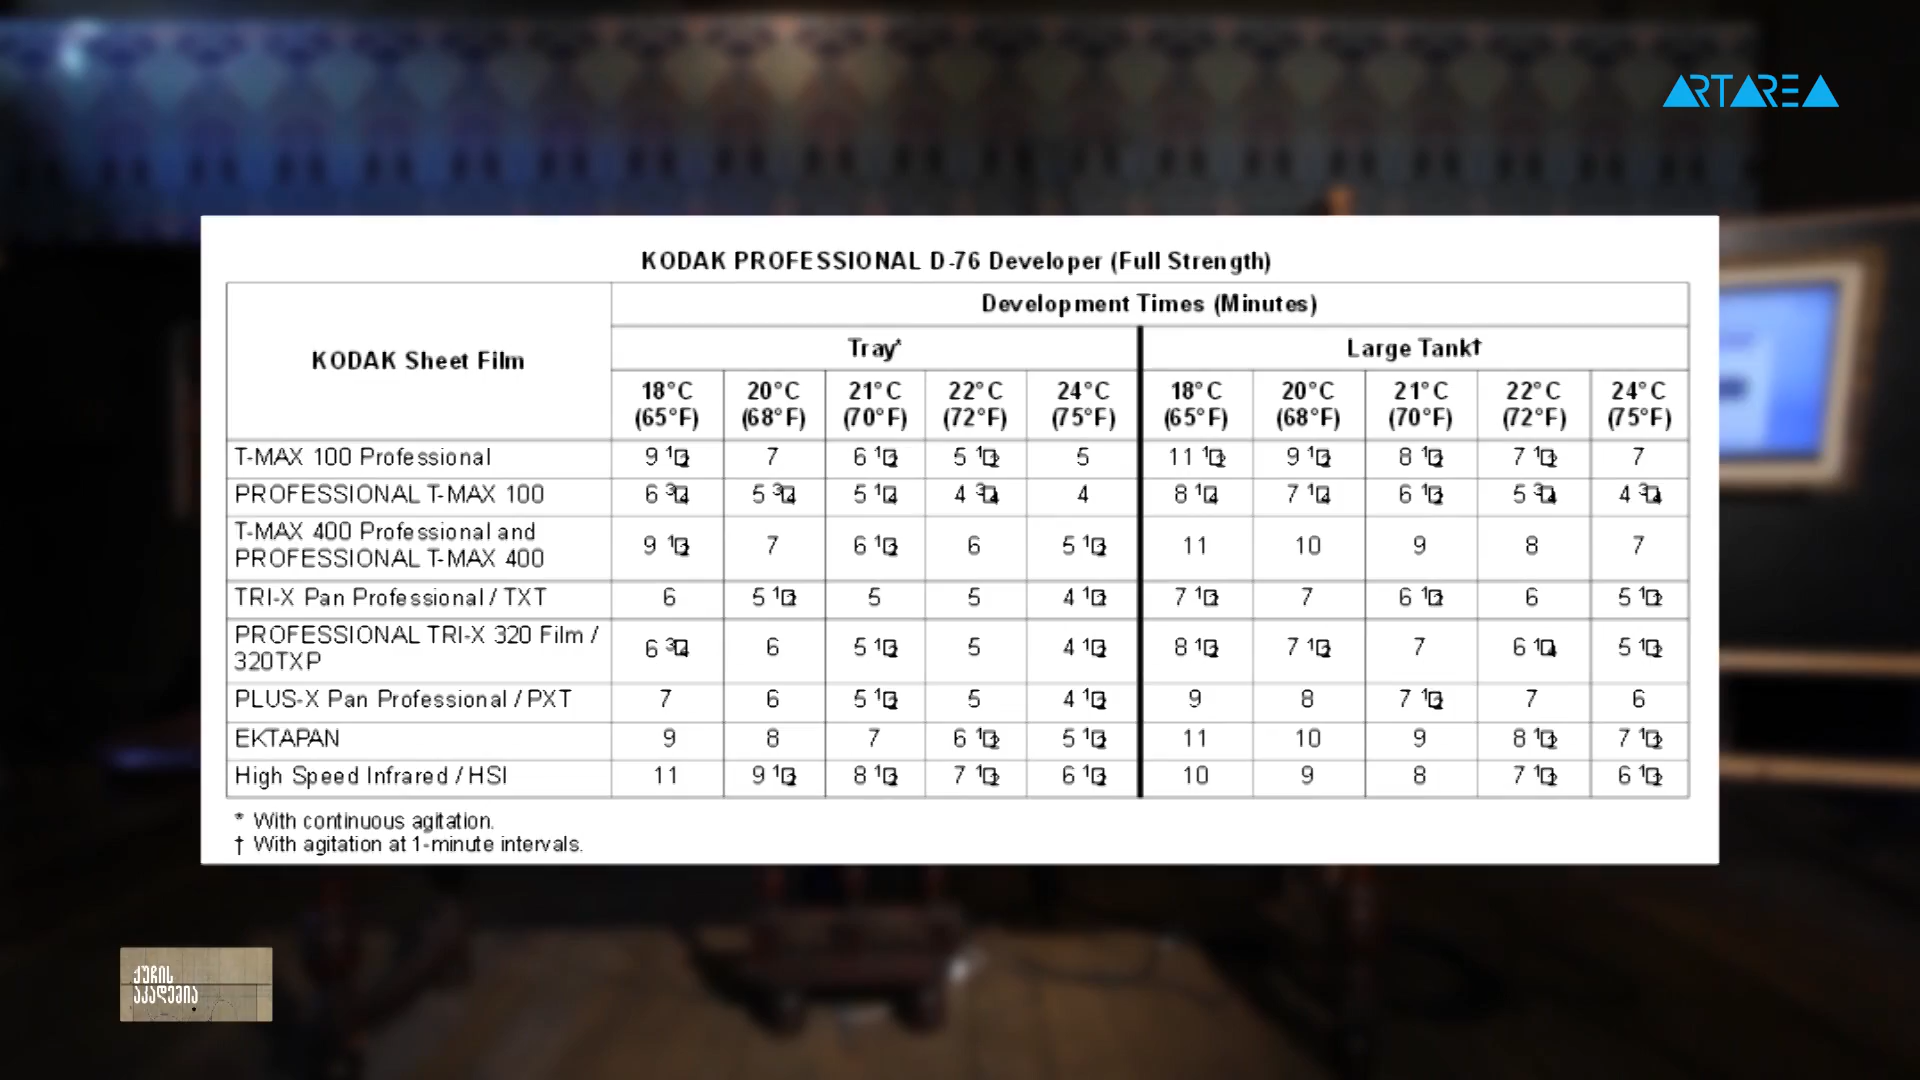 ARTAREA
KODAK PROFESSIONAL D-76 Developer (Full Strength)
KODAK Sheet Film
Development Times (Minutes)
Tray* Large Tank†
18°C 20°C 21°C 22°C 24°C 18°C 20°C 21°C 22°C 24°C
(65°F) (68°F) (70°F) (72°F) (75°F) (65°F) (68°F) (70°F) (72°F) (75°F)
T-MAX 100 Professional 9 1□2 7 6 1□2 5 1□2 5 11 1□2 9 1□2 8 1□2 7 1□2 7
PROFESSIONAL T-MAX 100 6 3□4 5 3□4 5 1□4 4 3□4 4 8 1□4 7 1□4 6 1□2 5 3□4 4 3□4
T-MAX 400 Professional and
PROFESSIONAL T-MAX 400 9 1□2 7 6 1□2 6 5 1□2 11 10 9 8 7
TRI-X Pan Professional / TXT 6 5 1□2 5 5 4 1□2 7 1□2 7 6 1□2 6 5 1□2
PROFESSIONAL TRI-X 320 Film /
320TXP 6 3□4 6 5 1□2 5 4 1□2 8 1□2 7 1□2 7 6 1□4 5 1□2
PLUS-X Pan Professional / PXT 7 6 5 1□2 5 4 1□2 9 8 7 1□2 7 6
EKTAPAN 9 8 7 6 1□2 5 1□2 11 10 9 8 1□2 7 1□2
High Speed Infrared / HSI 11 9 1□2 8 1□2 7 1□2 6 1□2 10 9 8 7 1□2 6 1□2
* With continuous agitation.
† With agitation at 1-minute intervals.
ქუჩის
აკადემია